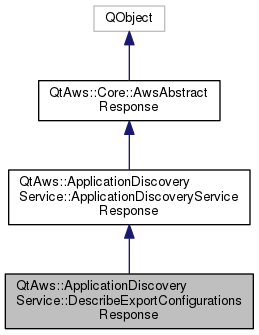 QObject
QtAws::Core::AwsAbstract
Response
QtAws::ApplicationDiscovery
Service::ApplicationDiscoveryService
Response
QtAws::ApplicationDiscovery
Service::DescribeExportConfigurations
Response